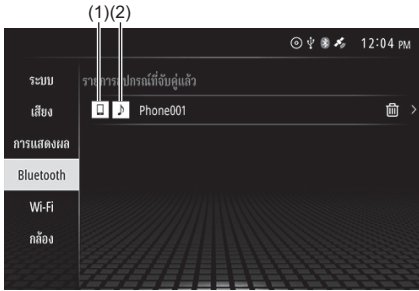 (1)(2)
12:04 PM
ระบบ
รายการอุปกรณ์ที่จับคู่แล้ว
เสียง
Phone001
การแสดงผล
Bluetooth
Wi-Fi
กล้อง